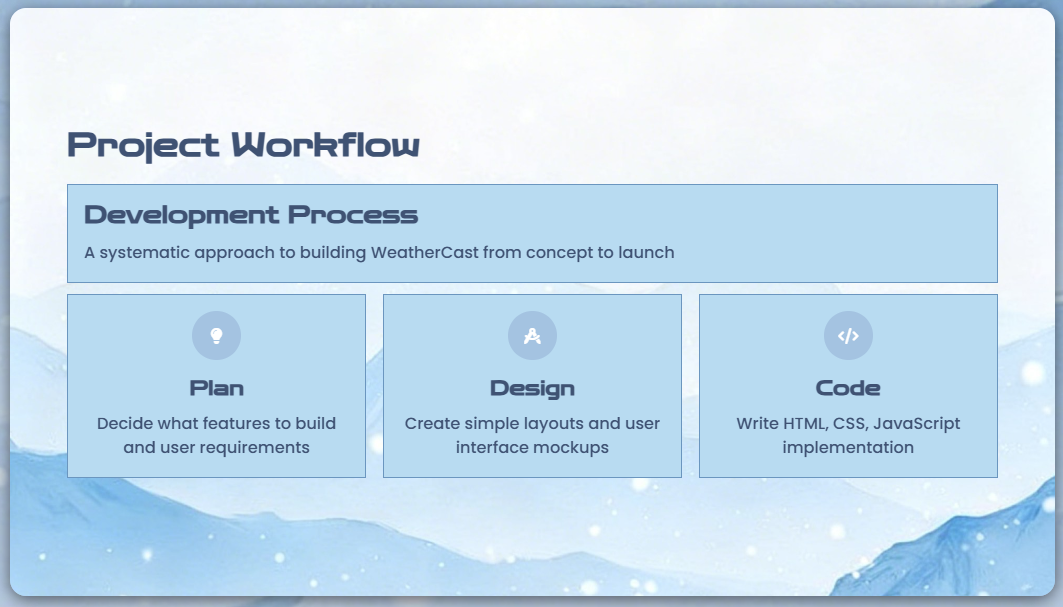 Project Workflow
Development Process
A systematic approach to building WeatherCast from concept to launch
Plan
Decide what features to build
and user requirements
Design
Create simple layouts and user
interface mockups
Code
Write HTML, CSS, JavaScript
implementation